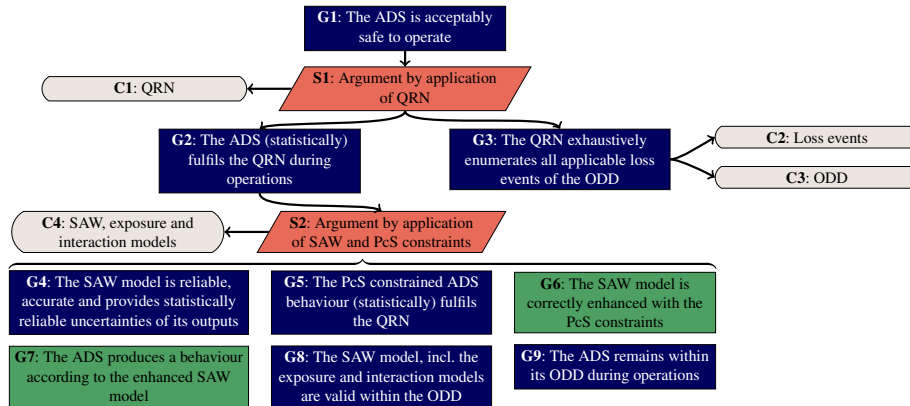 G1: The ADS is acceptably
safe to operate
S1: Argument by application
of QRN
C1: QRN
G2: The ADS (statistically)
fulfils the QRN during
operations
G3: The QRN exhaustively
enumerates all applicable loss
events of the ODD
C2: Loss events
C3: ODD
C4: SAW, exposure and
interaction models
S2: Argument by application
of SAW and PcS constraints
G4: The SAW model is reliable,
accurate and provides statistically
reliable uncertainties of its outputs
G5: The PcS constrained ADS
behaviour (statistically) fulfils
the QRN
G6: The SAW model is
correctly enhanced with the
PcS constraints
G7: The ADS produces a behaviour
according to the enhanced SAW
model
G8: The SAW model, incl. the
exposure and interaction models
are valid within the ODD
G9: The ADS remains within
its ODD during operations